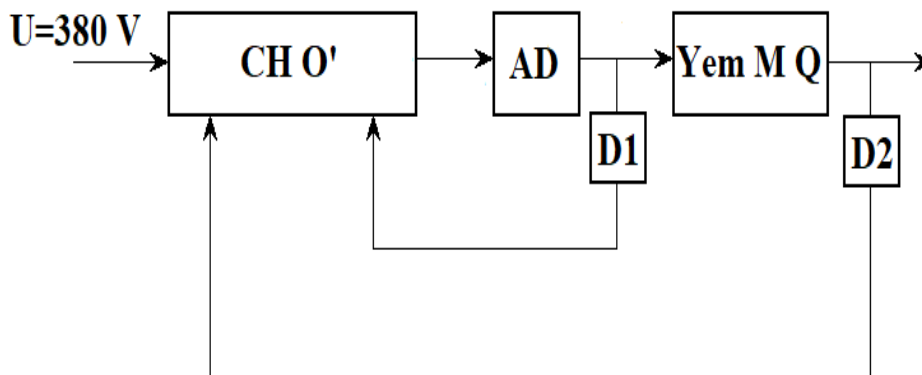 U=380 V
CH O'
AD
Yem M Q
D1
D2